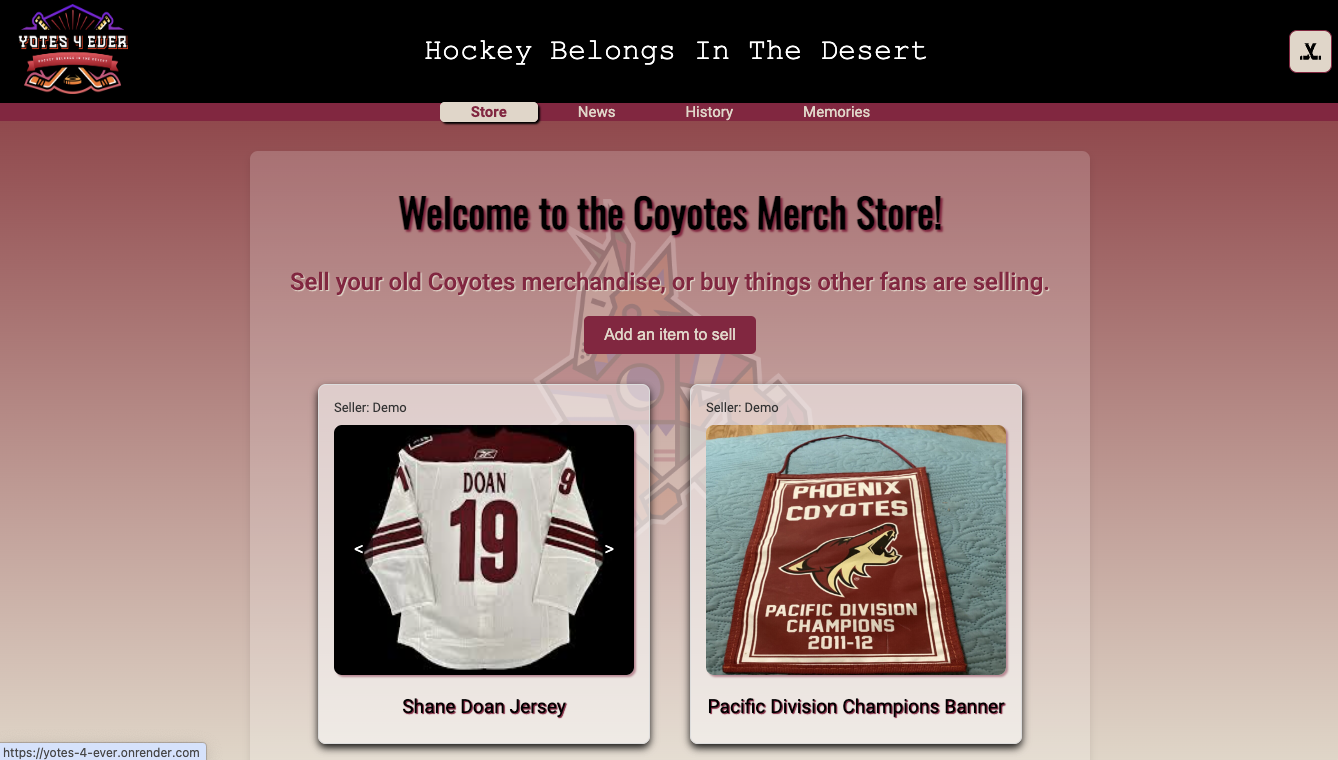 YOTES 4 EVER
HOCKEY BELONGS IN THE DESERT
Hockey Belongs In The Desert
Store
News
History
Memories
Welcome to the Coyotes Merch Store!
Sell your old Coyotes merchandise, or buy things other fans are selling.
Add an item to sell
Seller: Demo
DOAN
19
19
<
>
Shane Doan Jersey
Seller: Demo
PHOENIX
COYOTES
PACIFIC DIVISION
CHAMPIONS
2011-12
Pacific Division Champions Banner
https://yotes-4-ever.onrender.com